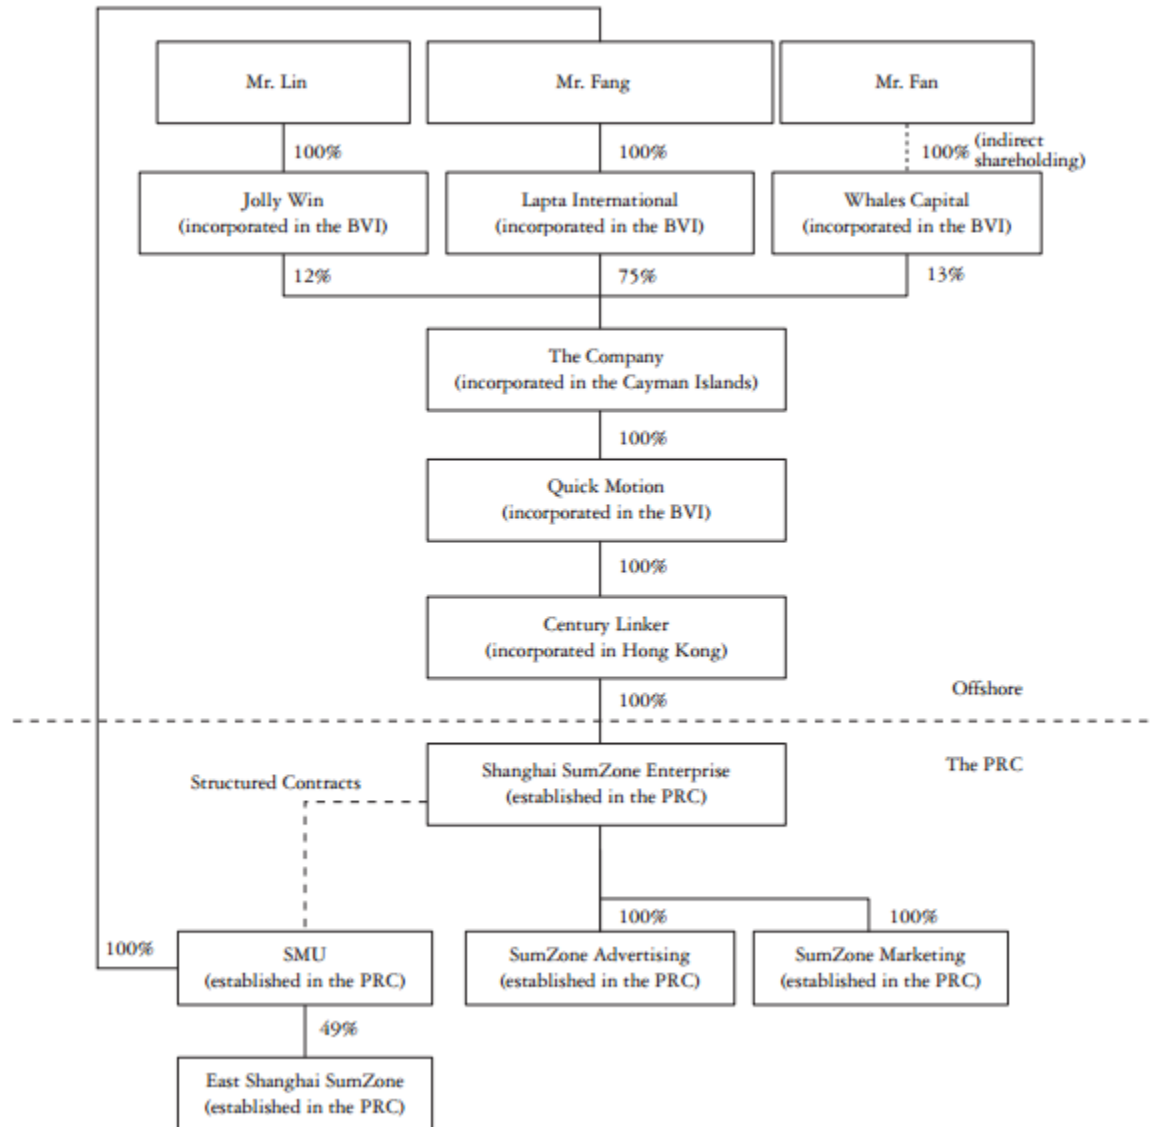 Mr. Lin
Mr. Fang
Mr. Fan
100%
100%
100% (indirect
shareholding)
Jolly Win
(incorporated in the BVI)
Lapta International
(incorporated in the BVI)
Whales Capital
(incorporated in the BVI)
12%
75%
13%
The Company
(incorporated in the Cayman Islands)
100%
Quick Motion
(incorporated in the BVI)
100%
Century Linker
(incorporated in Hong Kong)
100%
Offshore
The PRC
Shanghai SumZone Enterprise
(established in the PRC)
Structured Contracts
100%
100%
100%
SMU
(established in the PRC)
SumZone Advertising
(established in the PRC)
SumZone Marketing
(established in the PRC)
49%
East Shanghai SumZone
(established in the PRC)